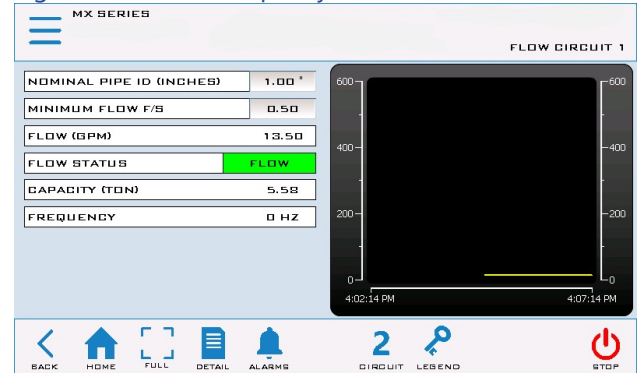 MX SERIES
FLOW CIRCUIT 1
NOMINAL PIPE ID (INCHES) 1.00 "
MINIMUM FLOW F/S 0.50
FLOW (GPM) 13.50
FLOW STATUS FLOW
CAPACITY (TON) 5.58
FREQUENCY 0 HZ
600 600
400 400
200 200
0 0
4:02:14 PM 4:07:14 PM
2
BACK HOME FULL DETAIL ALARMS CIRCUIT LEGEND STOP